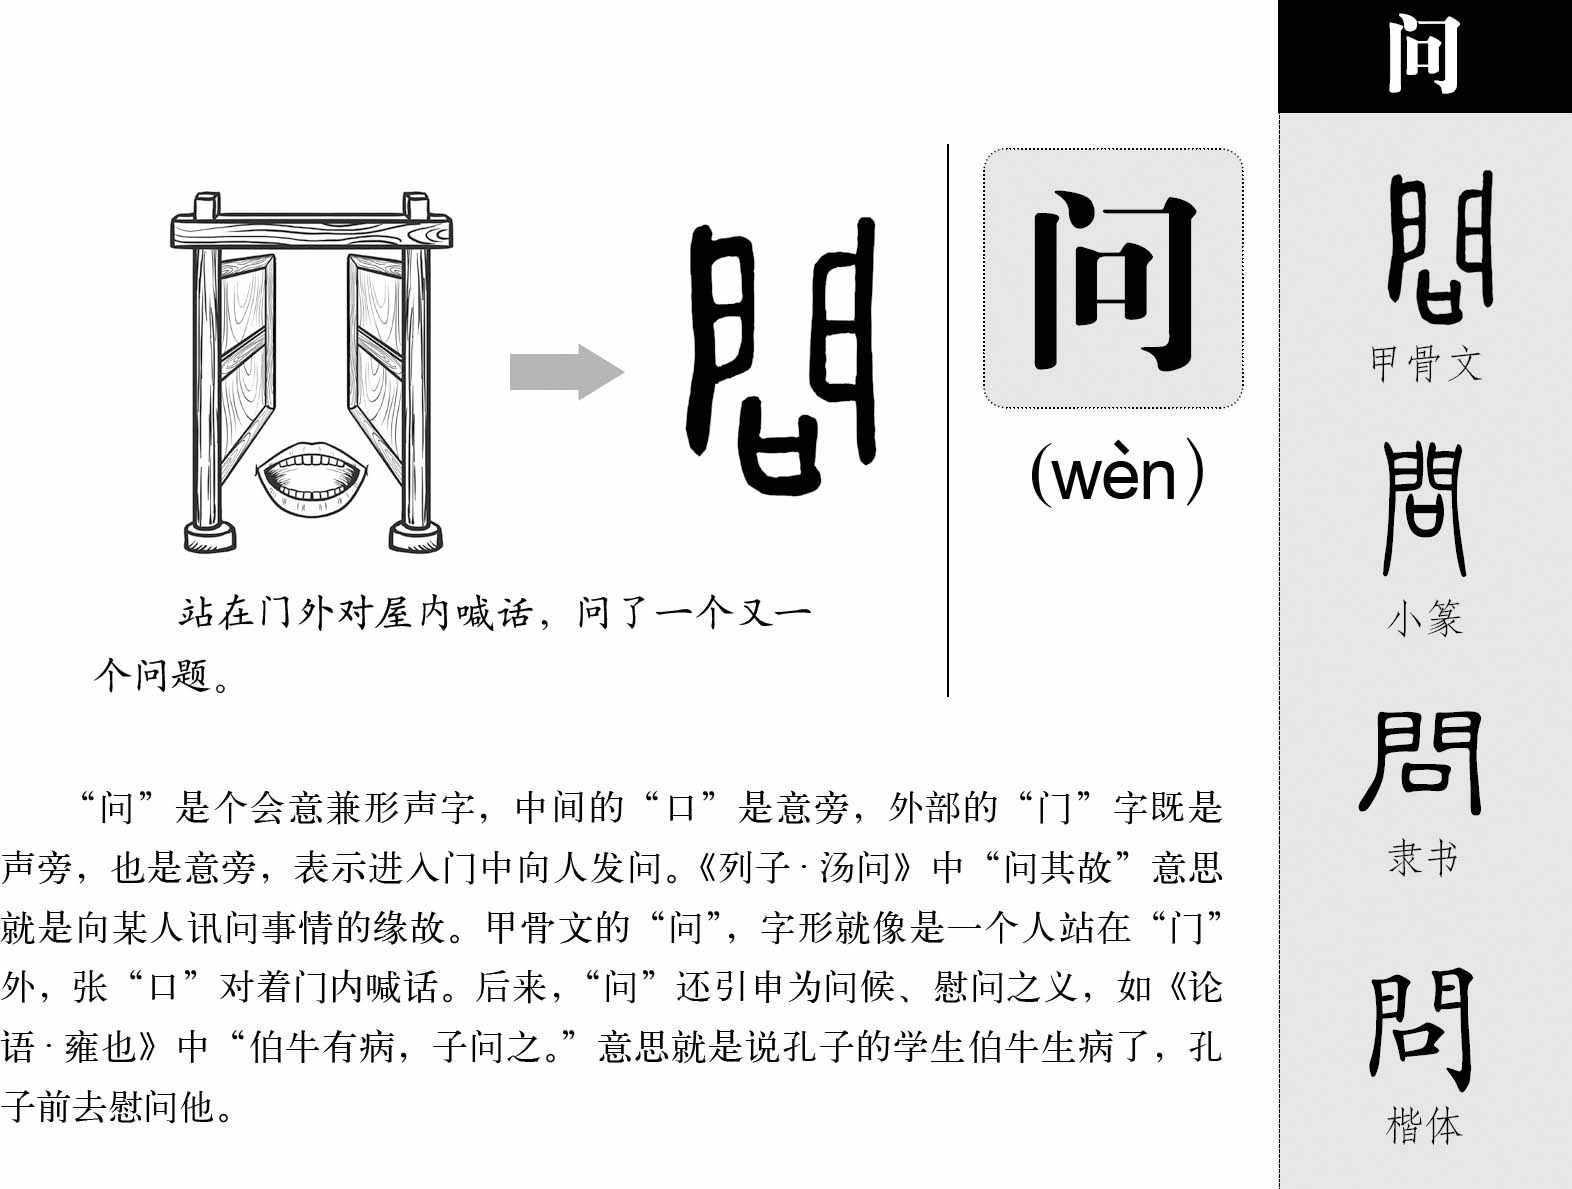 问
問
问
(wèn)
站在门外对屋内喊话，问了一个又一
个问题。
“问”是个会意兼形声字，中间的“口”是意旁，外部的“门”字既是
声旁，也是意旁，表示进入门中向人发问。《列子·汤问》中“问其故”意思
就是向某人讯问事情的缘故。甲骨文的“问”，字形就像是一个人站在“门”
外，张“口”对着门内喊话。后来，“问”还引申为问候、慰问之义，如《论
语·雍也》中“伯牛有病，子问之。”意思就是说孔子的学生伯牛生病了，孔
子前去慰问他。
問
甲骨文
問
小篆
問
隶书
問
楷体